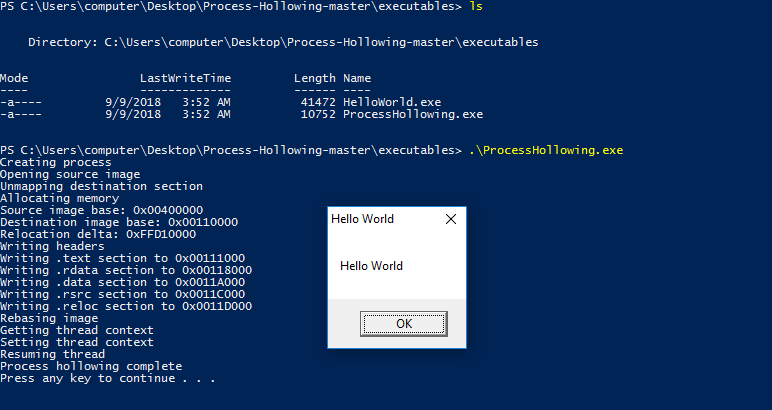 PS C:\Users\computer\Desktop\Process-Hollowing-master\executables> ls
Directory: C:\Users\computer\Desktop\Process-Hollowing-master\executables
Mode                LastWriteTime         Length Name
----                -------------         ------ ----
-a----         9/9/2018   3:52 AM          41472 HelloWorld.exe
-a----         9/9/2018   3:52 AM          10752 ProcessHollowing.exe
PS C:\Users\computer\Desktop\Process-Hollowing-master\executables> .\ProcessHollowing.exe
Creating process
Opening source image
Unmapping destination section
Allocating memory
Source image base: 0x00400000
Destination image base: 0x00110000
Relocation delta: 0xFFD10000
Writing headers
Writing .text section to 0x00111000
Writing .rdata section to 0x00118000
Writing .data section to 0x0011A000
Writing .rsrc section to 0x0011C000
Writing .reloc section to 0x0011D000
Rebasing image
Getting thread context
Setting thread context
Resuming thread
Process hollowing complete
Press any key to continue . . .
Hello World
Hello World
OK